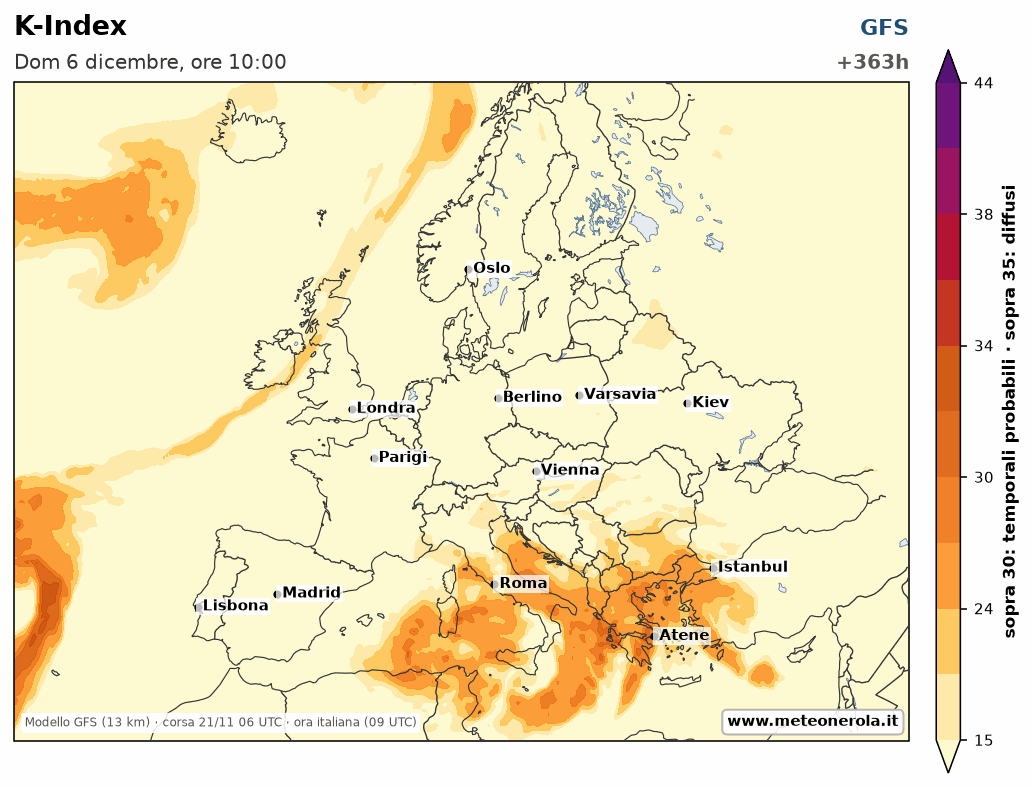 K-Index
GFS
Dom 6 dicembre, ore 10:00
+363h
44
38
34
30
24
15
sopra 30: temporali probabili · sopra 35: diffusi
Oslo
Berlino
Varsavia
Kiev
Londra
Parigi
Vienna
Roma
Istanbul
Madrid
Lisbona
Atene
Modello GFS (13 km) · corsa 21/11 06 UTC · ora italiana (09 UTC)
www.meteonerola.it